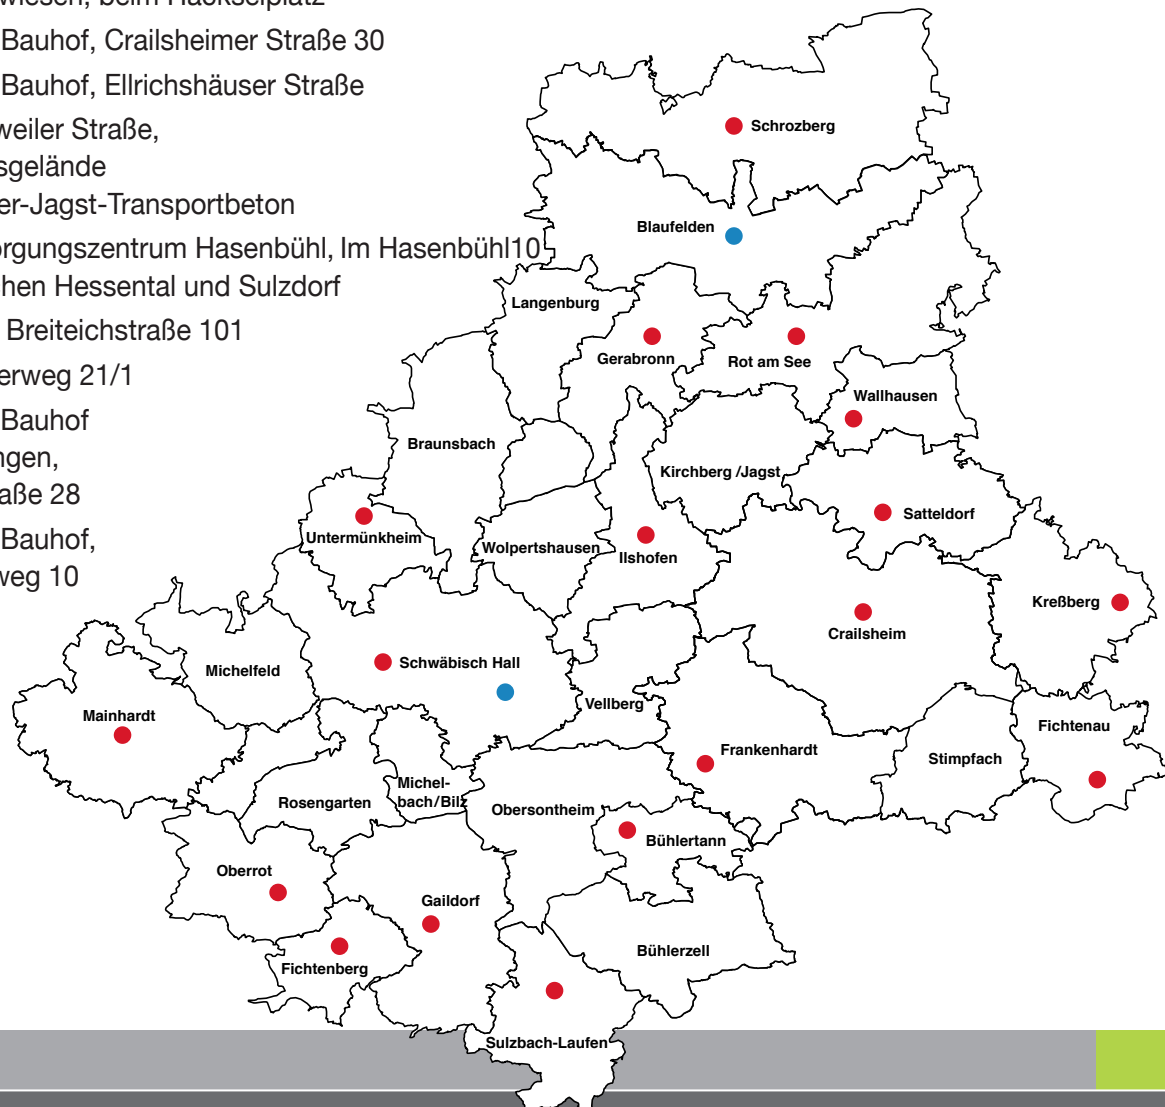 beim Häckselplatz
Bauhof, Crailsheimer Straße 30
Bauhof, Ellrichshäuser Straße
weiler Straße,
sgelände
er-Jagst-Transportbeton
orgungszentrum Hasenbühl, Im Hasenbühl10
chen Hessental und Sulzdorf
Breiteichstraße 101
erweg 21/1
Bauhof
ngen,
aße 28
Bauhof,
weg 10
Schrozberg
Blaufelden
Langenburg
Gerabronn
Rot am See
Wallhausen
Braunsbach
Kirchberg /Jagst
Satteldorf
Untermünkheim
Wolpertshausen
Ilshofen
Kreßberg
Crailsheim
Schwäbisch Hall
Michelfeld
Vellberg
Mainhardt
Fichtenau
Frankenhardt
Stimpfach
Michel-
bach/Bilz
Rosengarten
Obersontheim
Bühlertann
Oberrot
Gaildorf
Bühlerzell
Fichtenberg
Sulzbach-Laufen